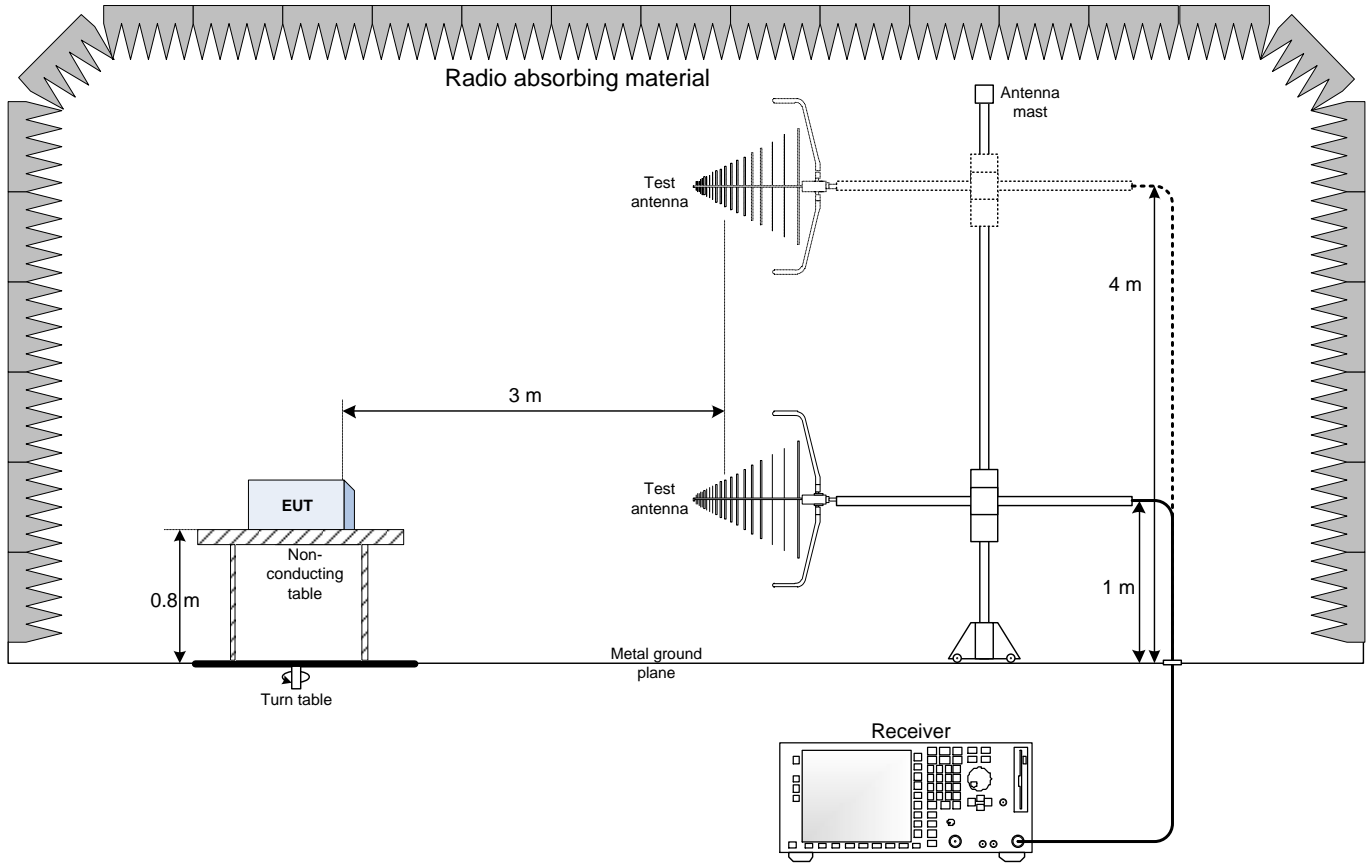 Radio absorbing material
Antenna
mast
Test
antenna
4 m
3 m
Test
antenna
EUT
Non-
conducting
table
0.8 m
1 m
Metal ground
plane
Turn table
Receiver